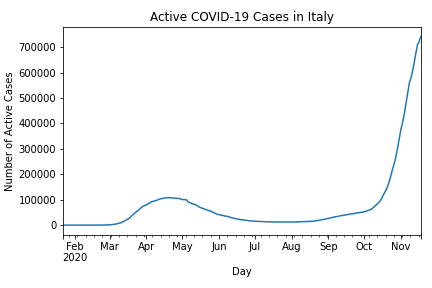 Active COVID-19 Cases in Italy
Number of Active Cases
700000
600000
500000
400000
300000
200000
100000
0
Feb Mar Apr May Jun Jul Aug Sep Oct Nov
2020
Day